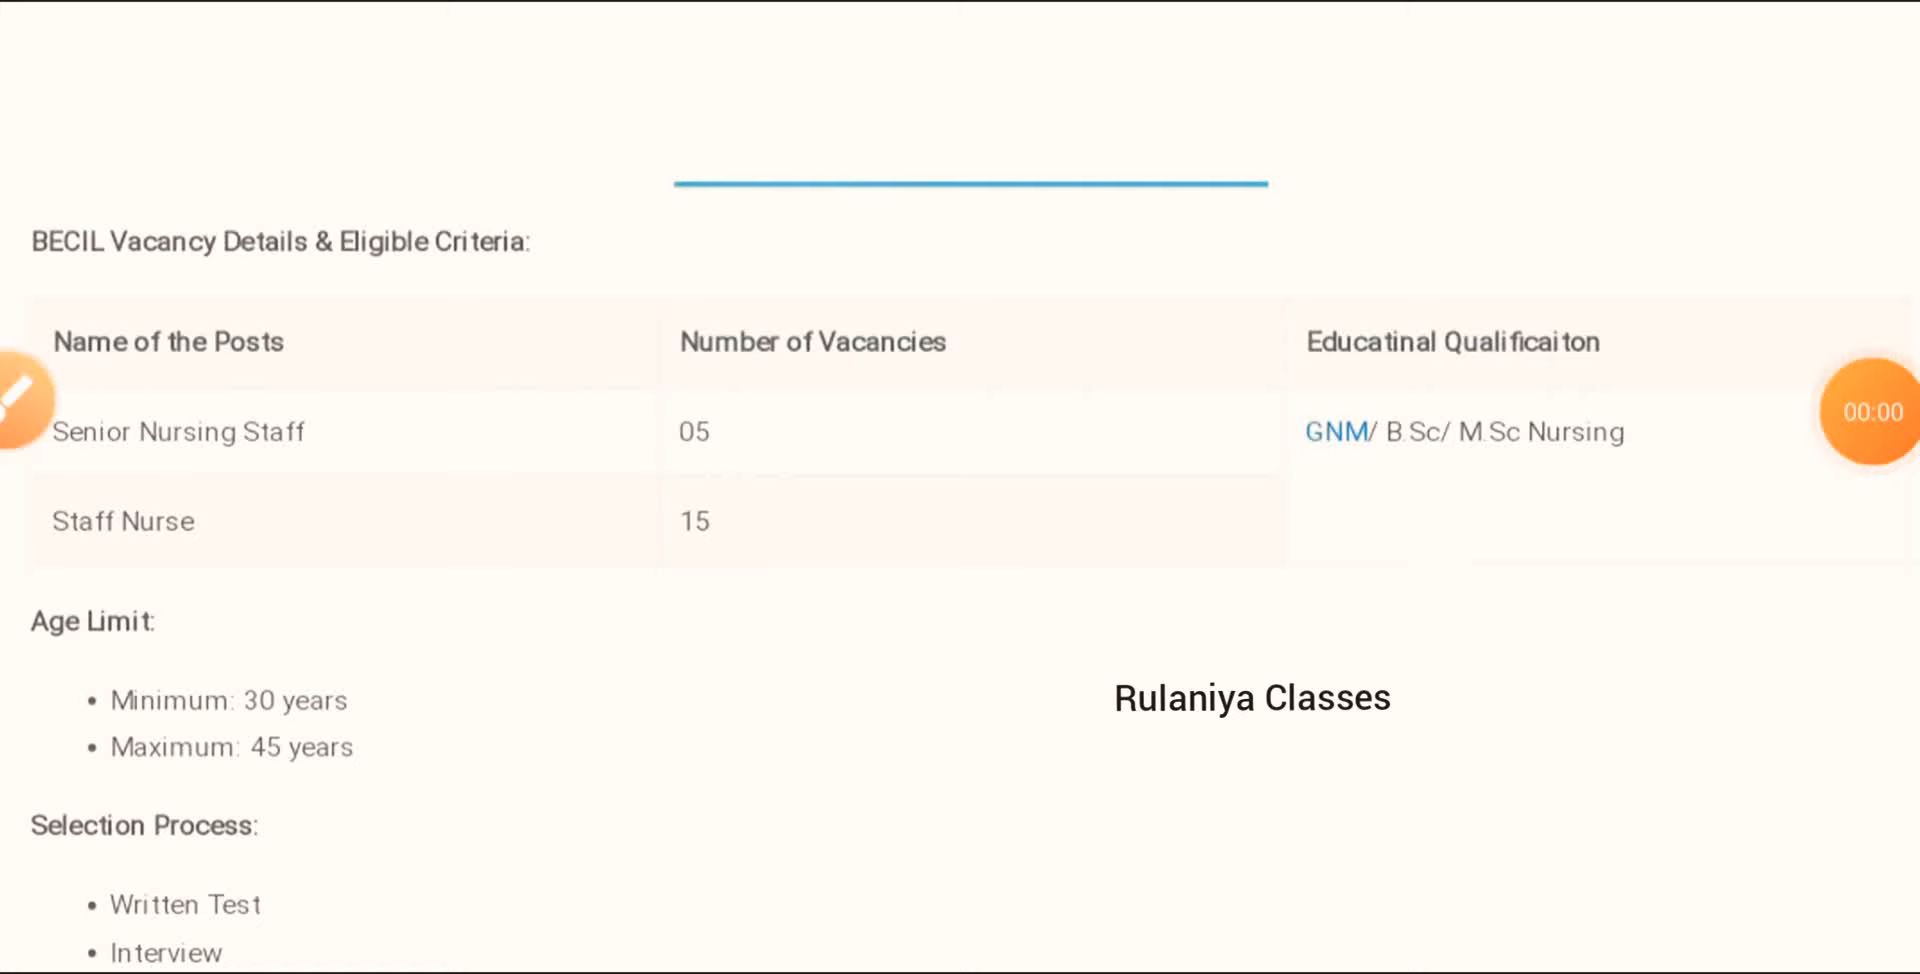 BECIL Vacancy Details & Eligible Criteria:
Name of the Posts Number of Vacancies Educatinal Qualificaiton
Senior Nursing Staff 05 GNM/ B.Sc/ M.Sc Nursing
00:00
Staff Nurse 15
Age Limit:
• Minimum: 30 years
Rulaniya Classes
• Maximum: 45 years
Selection Process:
• Written Test
• Interview